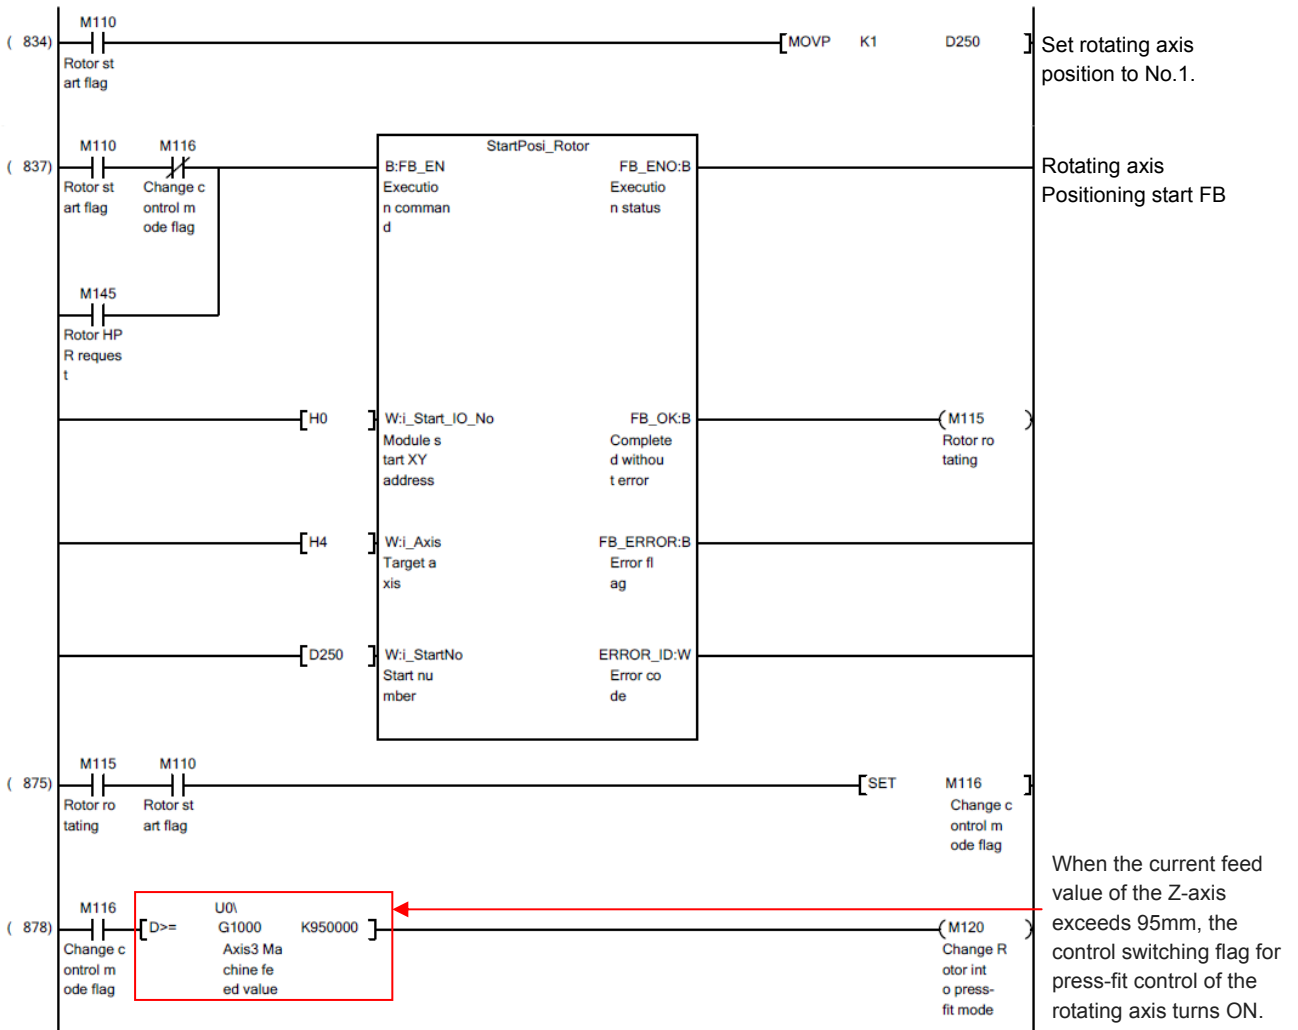 M110
( 834)
MOVP K1 D250
Rotor st
art flag
Set rotating axis
position to No.1.
M110 M116
( 837)
Rotor st
art flag
Change c
ontrol m
ode flag
M145
Rotor HP
R reques
t
StartPosi_Rotor
B:FB_EN
Executio
n comman
d
FB_ENO:B
Executio
n status
Rotating axis
Positioning start FB
H0
W:i_Start_IO_No
Module s
tart XY
address
FB_OK:B
Complete
d withou
t error
M115
Rotor ro
tating
H4
W:i_Axis
Target a
xis
FB_ERROR:B
Error fl
ag
D250
W:i_StartNo
Start nu
mber
ERROR_ID:W
Error co
de
M115 M110
( 875)
Rotor ro
tating
Rotor st
art flag
SET M116
Change c
ontrol m
ode flag
M116
( 878)
Change c
ontrol m
ode flag
U0\
D>= G1000 K950000
Axis3 Ma
chine fe
ed value
M120
Change R
otor int
o press-
fit mode
When the current feed
value of the Z-axis
exceeds 95mm, the
control switching flag for
press-fit control of the
rotating axis turns ON.